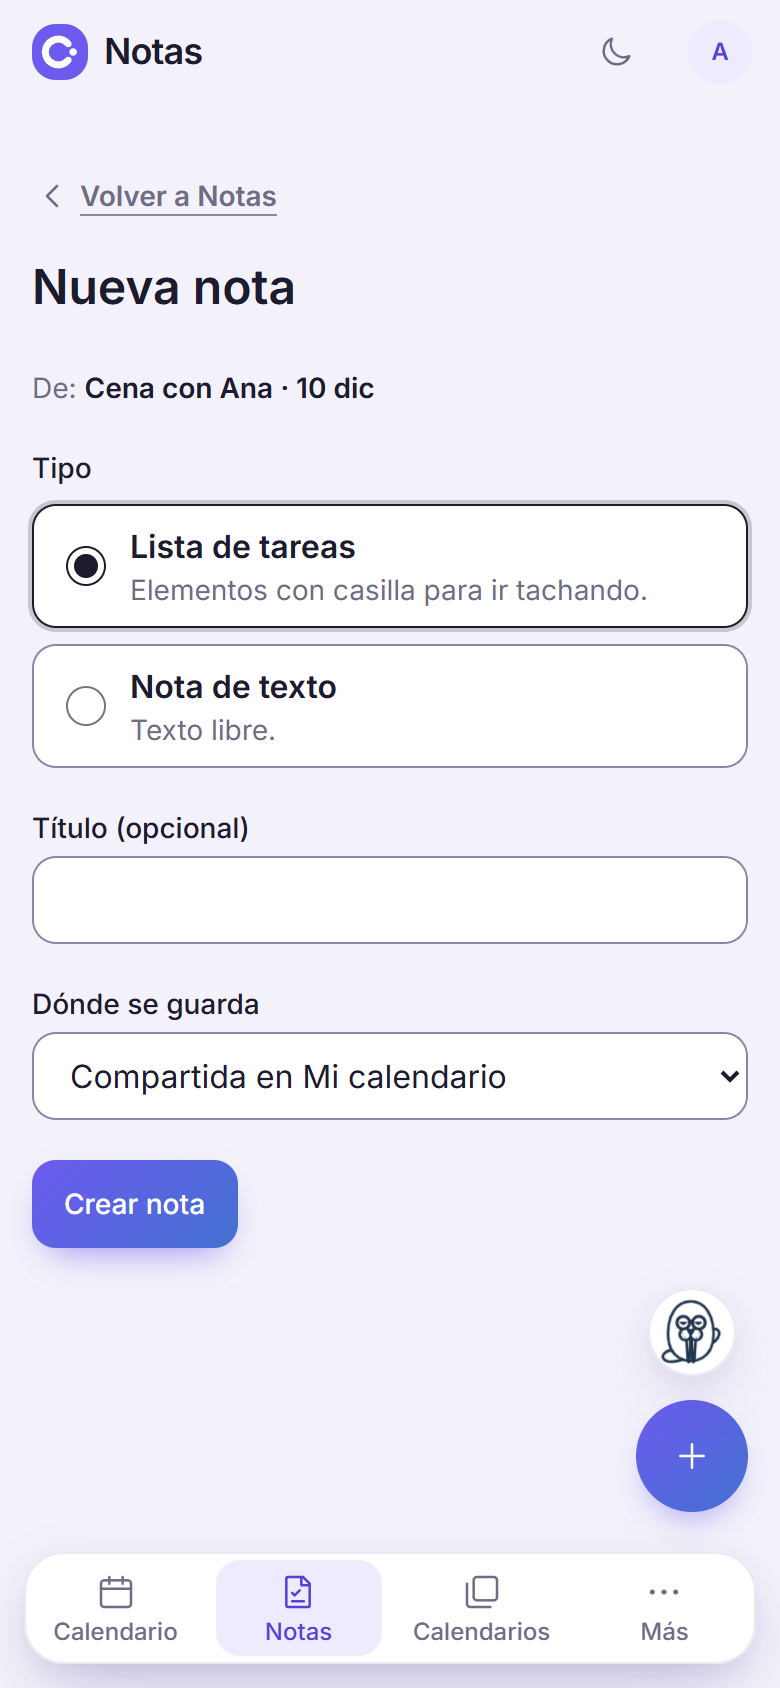 Notas
A
Volver a Notas
Nueva nota
De: Cena con Ana · 10 dic
Tipo
Lista de tareas
Elementos con casilla para ir tachando.
Nota de texto
Texto libre.
Título (opcional)
Dónde se guarda
Compartida en Mi calendario
Crear nota
Calendario
Notas
Calendarios
Más